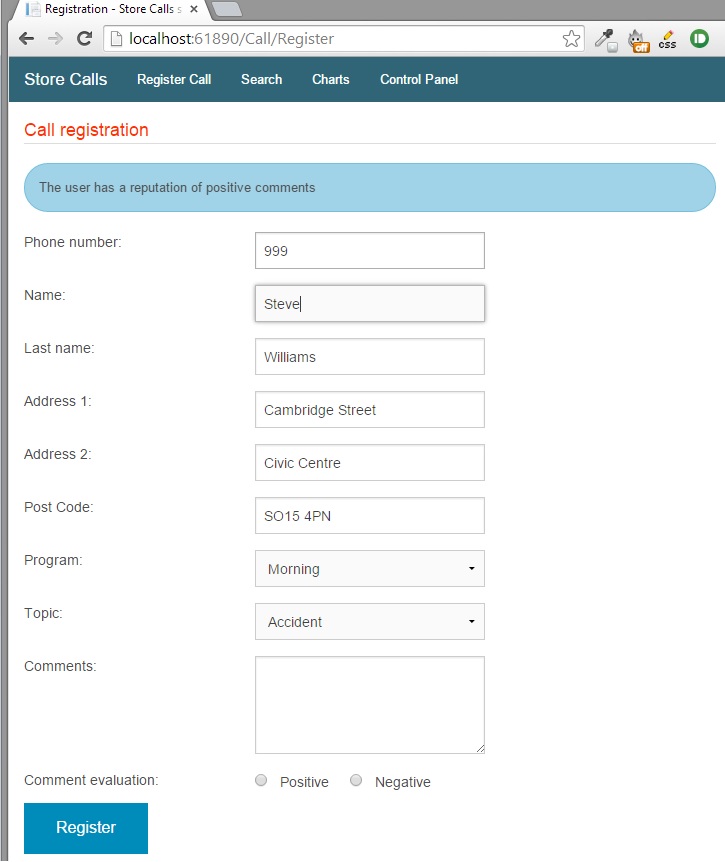 Registration - Store Calls s
localhost:61890/Call/Register
off
css
Store Calls Register Call Search Charts Control Panel
Call registration
The user has a reputation of positive comments
Phone number: 999
Name: Steve
Last name: Williams
Address 1: Cambridge Street
Address 2: Civic Centre
Post Code: SO15 4PN
Program: Morning
Topic: Accident
Comments:
Comment evaluation: Positive Negative
Register